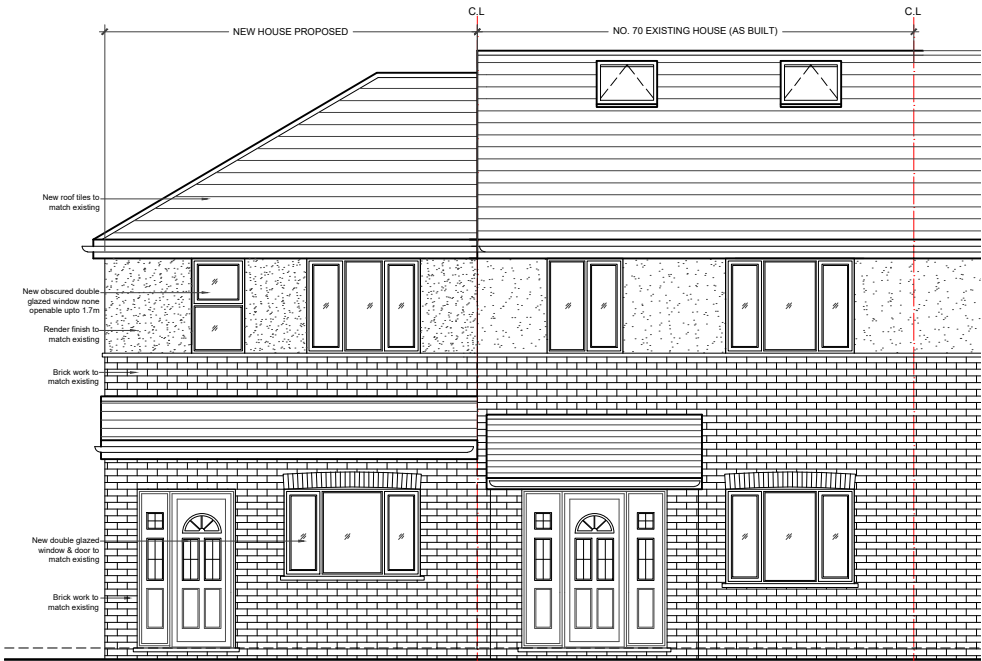 C.L
C.L
NEW HOUSE PROPOSED
NO. 70 EXISTING HOUSE (AS BUILT)
New roof tiles to
match existing
New obscured double
glazed window none
openable upto 1.7m
Render finish to
match existing
Brick work to
match existing
New double glazed
window & door to
match existing
Brick work to
match existing